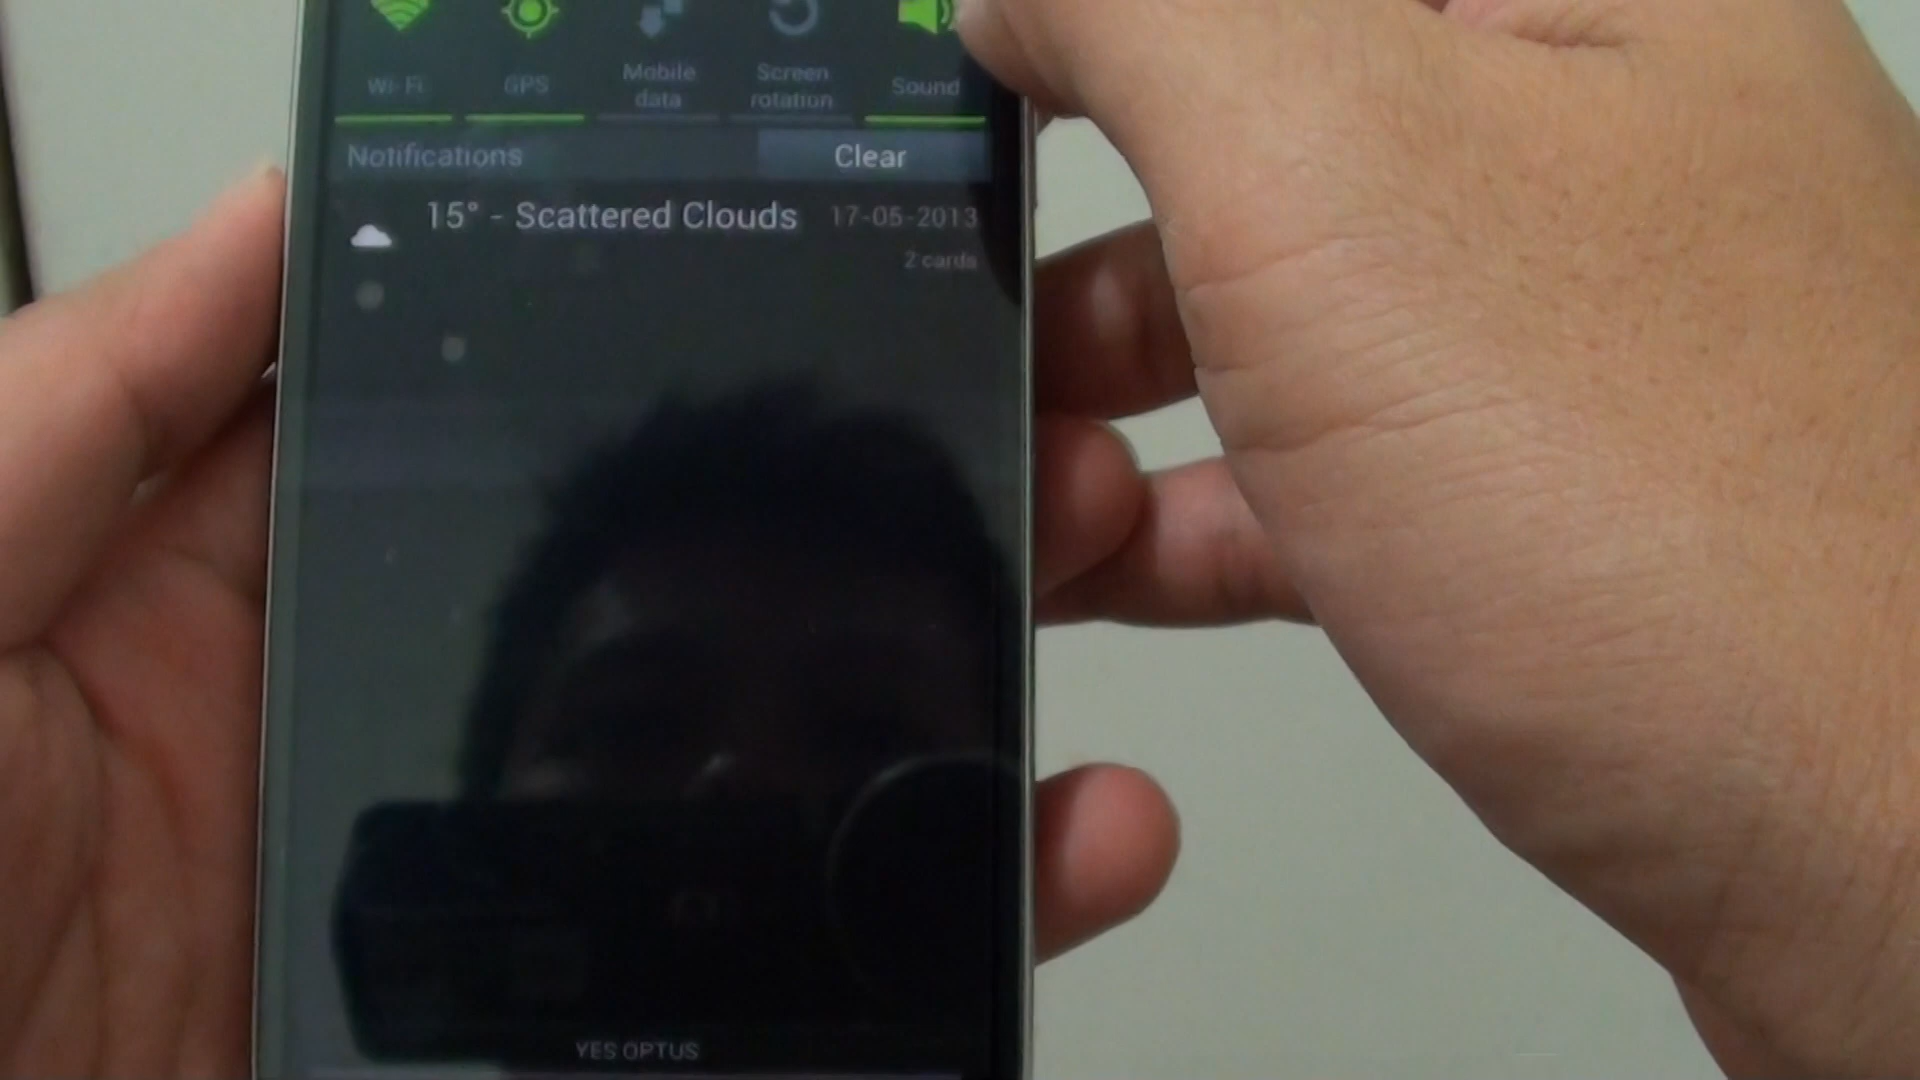 Wi-Fi GPS Mobile data Screen rotation Sound
Notifications Clear
15° - Scattered Clouds 17-05-2013
2 cards
YES OPTUS